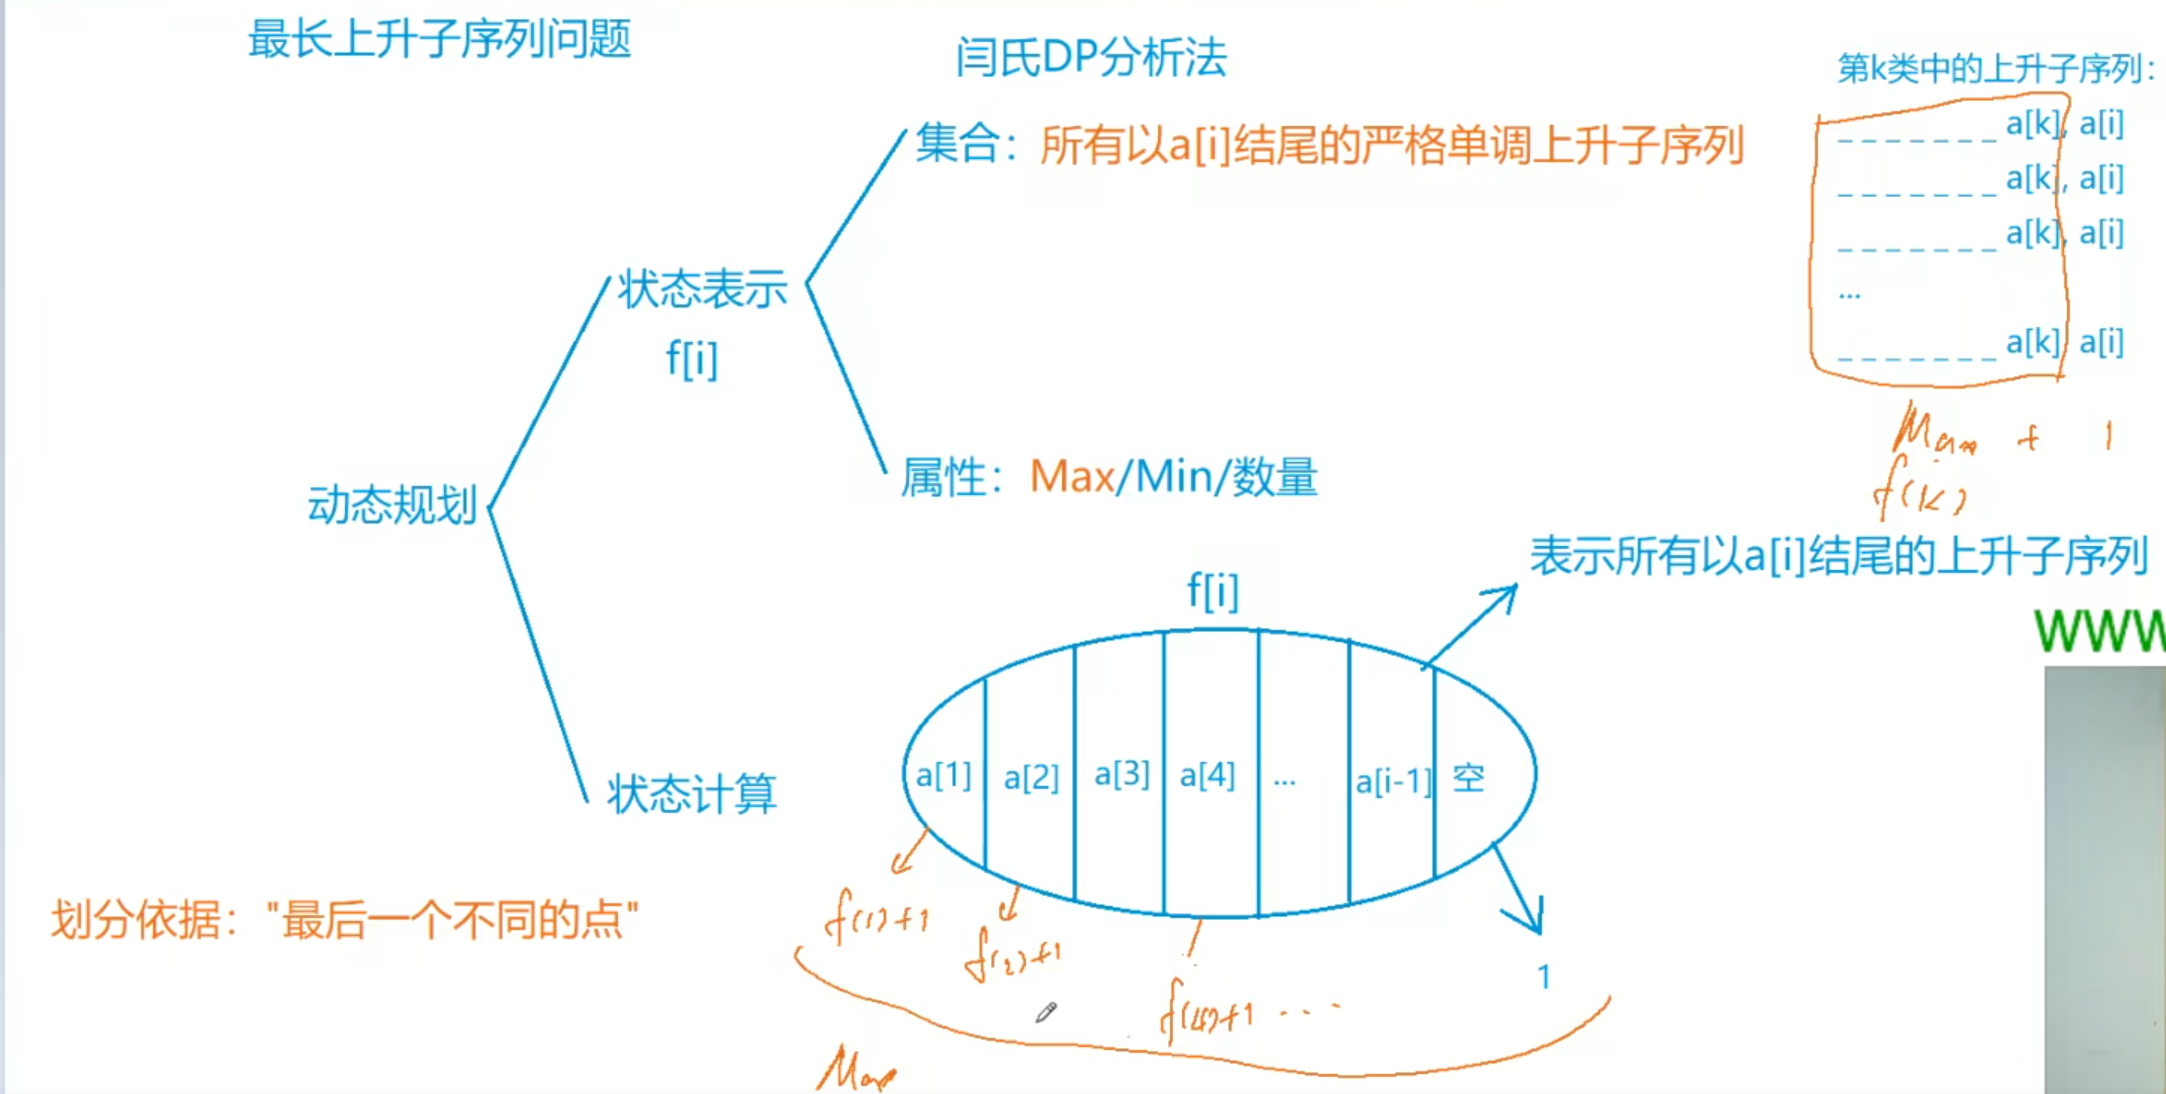 最长上升子序列问题
闫氏DP分析法
第k类中的上升子序列：
_ _ _ _ _ _ _ a[k], a[i]
_ _ _ _ _ _ _ a[k], a[i]
_ _ _ _ _ _ _ a[k], a[i]
...
_ _ _ _ _ _ _ a[k] a[i]
Max + 1
f(k)
集合：所有以a[i]结尾的严格单调上升子序列
状态表示
f[i]
属性：Max/Min/数量
动态规划
表示所有以a[i]结尾的上升子序列
f[i]
WWW
a[1] a[2] a[3] a[4] ... a[i-1] 空
状态计算
划分依据："最后一个不同的点"
f(1)+1
f(2)+1
f(4)+1 ...
1
Max